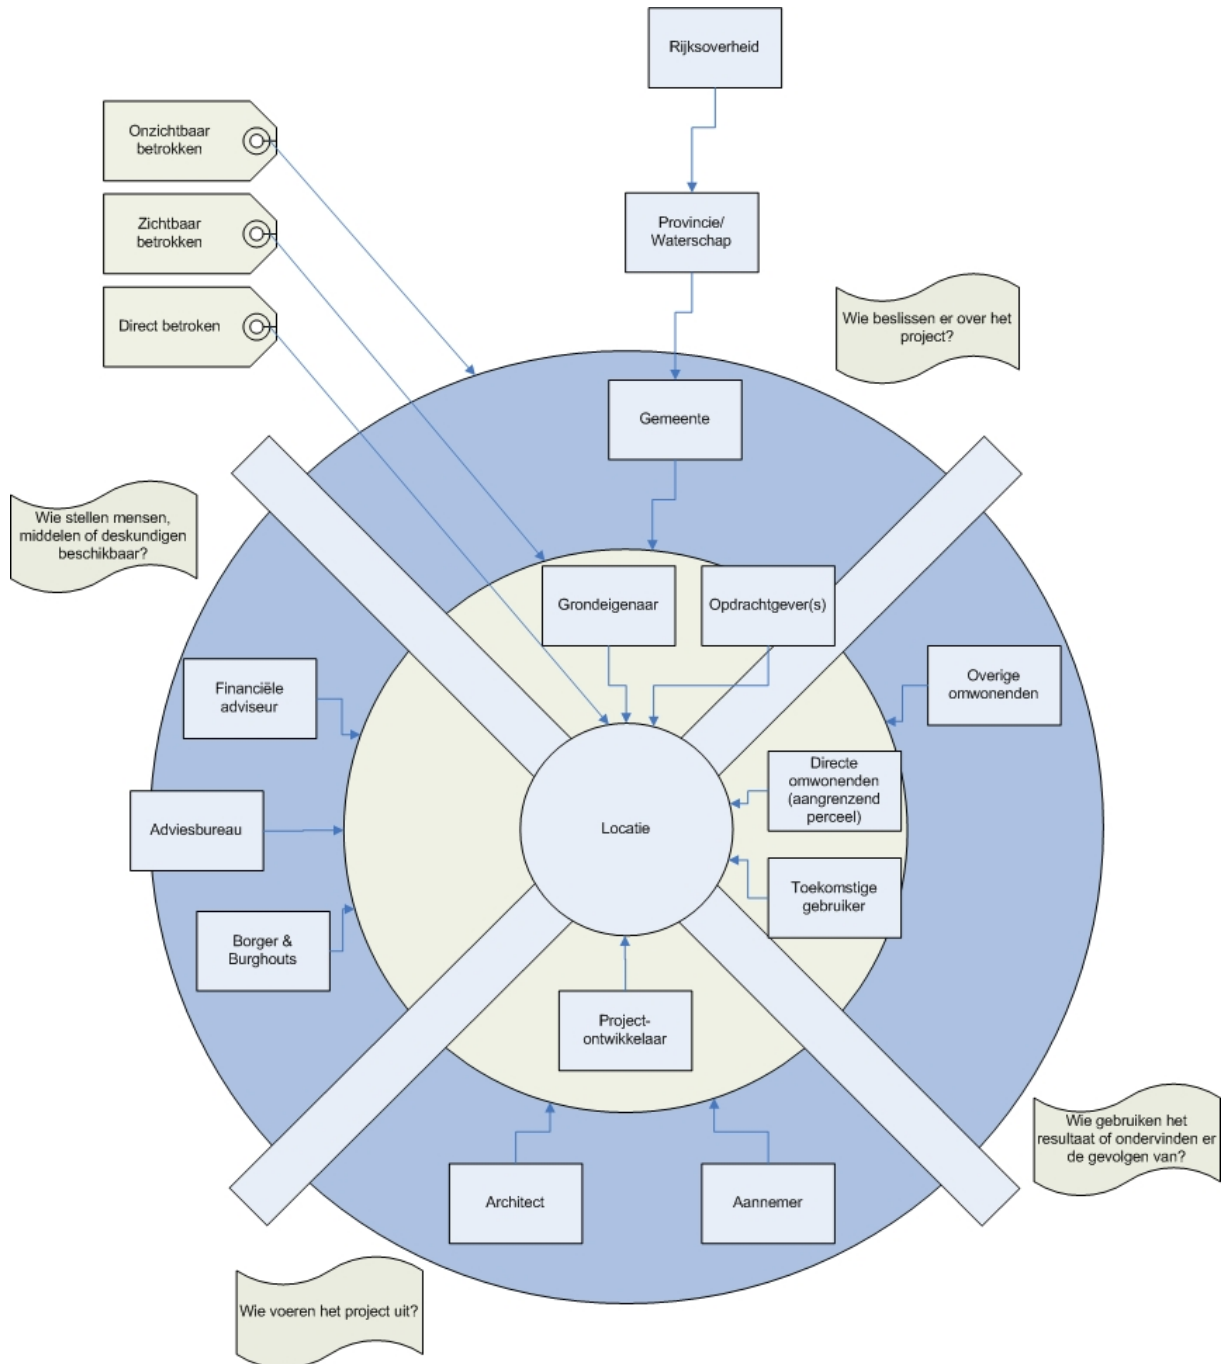 Rijksoverheid
Onzichtbaar
betrokken
Zichtbaar
betrokken
Provincie/
Waterschap
Direct betroken
Wie beslissen er over het
project?
Gemeente
Wie stellen mensen,
middelen of deskundigen
beschikbaar?
Grondeigenaar
Opdrachtgever(s)
Financiële
adviseur
Overige
omwonenden
Directe
omwonenden
(aangrenzend
perceel)
Adviesbureau
Locatie
Toekomstige
gebruiker
Borger &
Burghouts
Project-
ontwikkelaar
Wie gebruiken het
resultaat of ondervinden er
de gevolgen van?
Architect
Aannemer
Wie voeren het project uit?